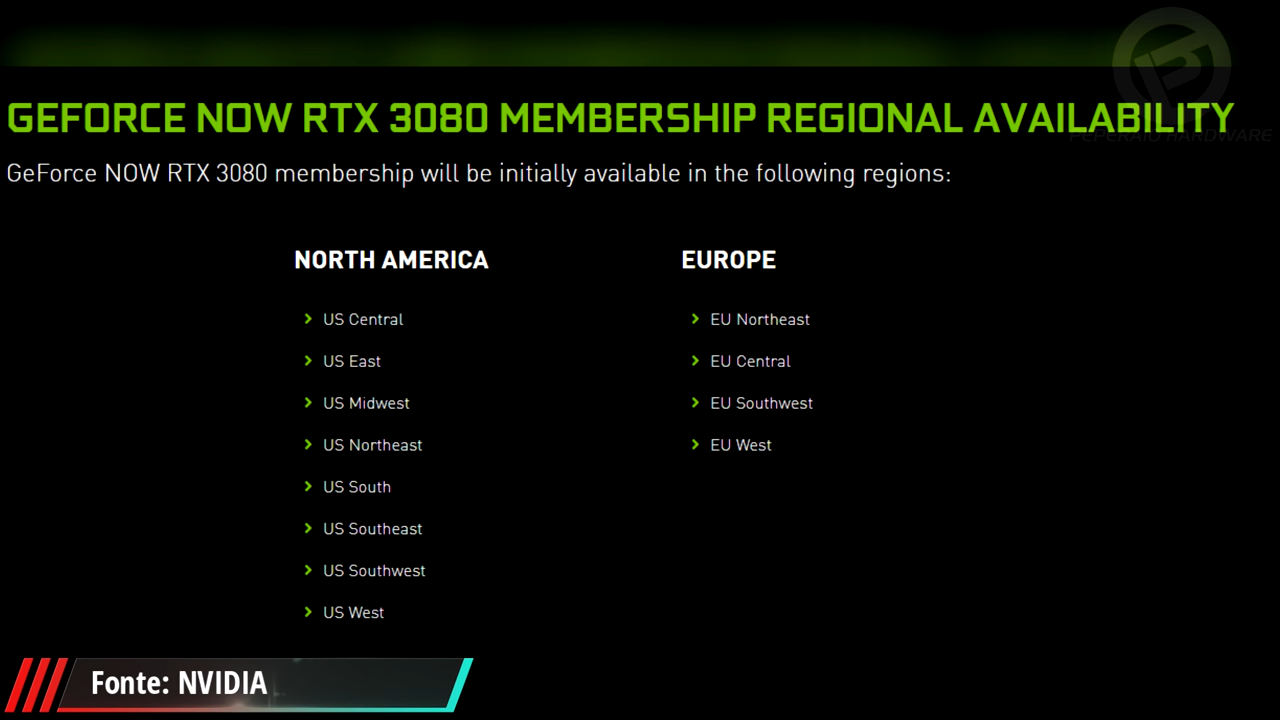 GEFORCE NOW RTX 3080 MEMBERSHIP REGIONAL AVAILABILITY
PEPERAIO HARDWARE
GeForce NOW RTX 3080 membership will be initially available in the following regions:
NORTH AMERICA
US Central
US East
US Midwest
US Northeast
US South
US Southeast
US Southwest
US West
EUROPE
EU Northeast
EU Central
EU Southwest
EU West
Fonte: NVIDIA